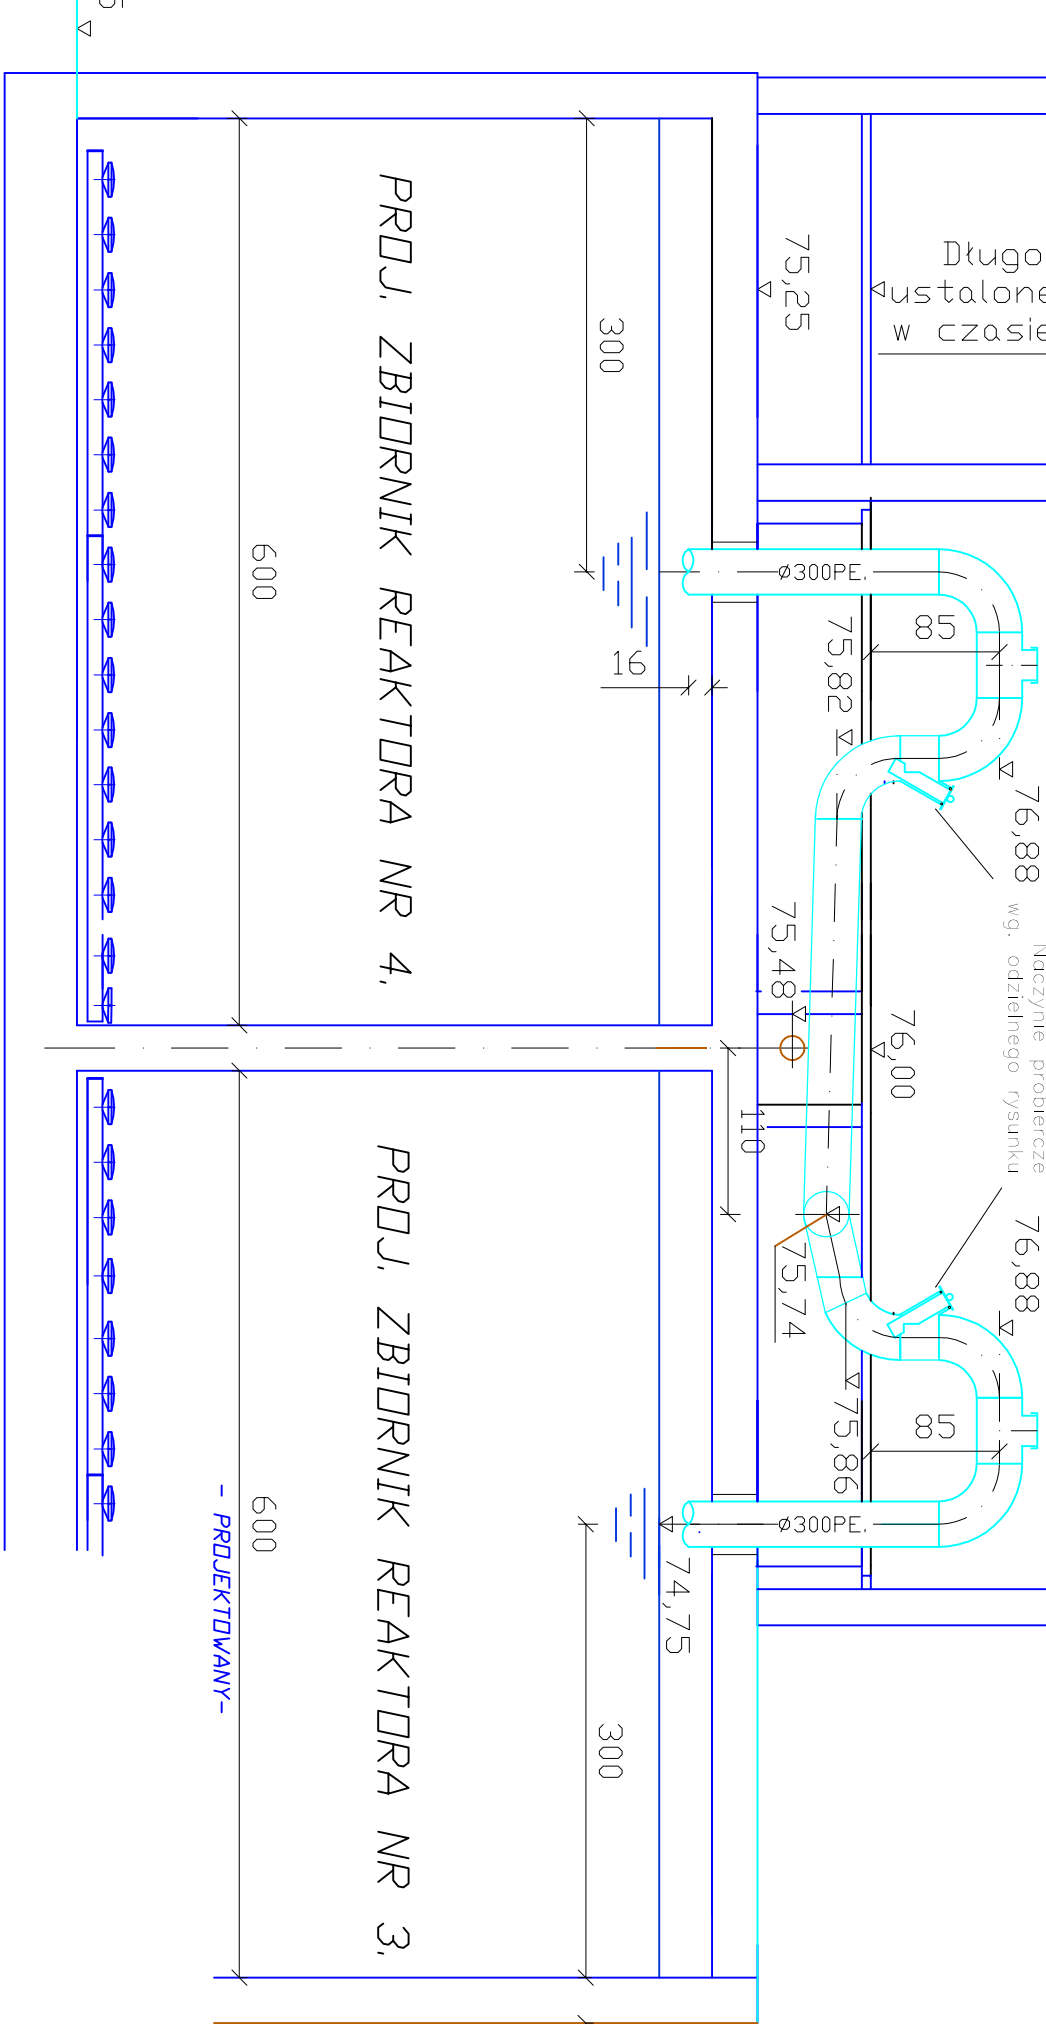 Długo
ustalone
w czasie
75,25
300
PROJ. ZBIORNIK REAKTORA NR 4.
600
ø300PE.
85
75,82
16
76,88
Naczynie probiercze
wg. odzielnego rysunku
75,48
76,00
110
76,88
75,74
75,86
85
ø300PE.
74,75
PROJ. ZBIORNIK REAKTORA NR 3.
600
- PROJEKTOWANY-
300